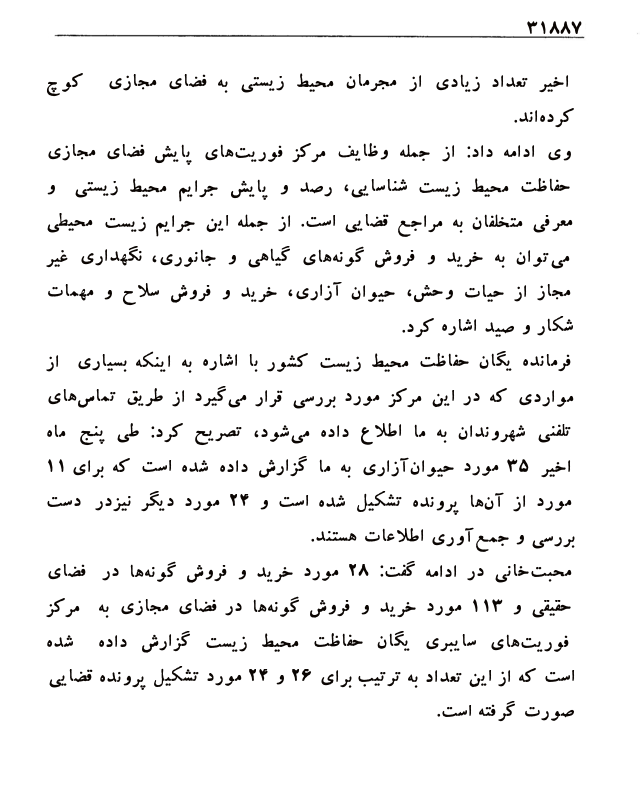 ۳۱۸۸۷
اخیر تعداد زیادی از مجرمان محیط زیستی به فضای مجازی کوچ
کرده‌اند.
وی ادامه داد: از جمله وظایف مرکز فوریت‌های پایش فضای مجازی
حفاظت محیط زیست شناسایی، رصد و پایش جرایم محیط زیستی و
معرفی متخلفان به مراجع قضایی است. از جمله این جرایم زیست محیطی
می‌توان به خرید و فروش گونه‌های گیاهی و جانوری، نگهداری غیر
مجاز از حیات وحش، حیوان آزاری، خرید و فروش سلاح و مهمات
شکار و صید اشاره کرد.
فرمانده یگان حفاظت محیط زیست کشور با اشاره به اینکه بسیاری از
مواردی که در این مرکز مورد بررسی قرار می‌گیرد از طریق تماس‌های
تلفنی شهروندان به ما اطلاع داده می‌شود، تصریح کرد: طی پنج ماه
اخیر ۳۵ مورد حیوان‌آزاری به ما گزارش داده شده است که برای ۱۱
مورد از آن‌ها پرونده تشکیل شده است و ۲۴ مورد دیگر نیزدر دست
بررسی و جمع‌آوری اطلاعات هستند.
محبت‌خانی در ادامه گفت: ۲۸ مورد خرید و فروش گونه‌ها در فضای
حقیقی و ۱۱۳ مورد خرید و فروش گونه‌ها در فضای مجازی به مرکز
فوریت‌های سایبری یگان حفاظت محیط زیست گزارش داده شده
است که از این تعداد به ترتیب برای ۲۶ و ۲۴ مورد تشکیل پرونده قضایی
صورت گرفته است.